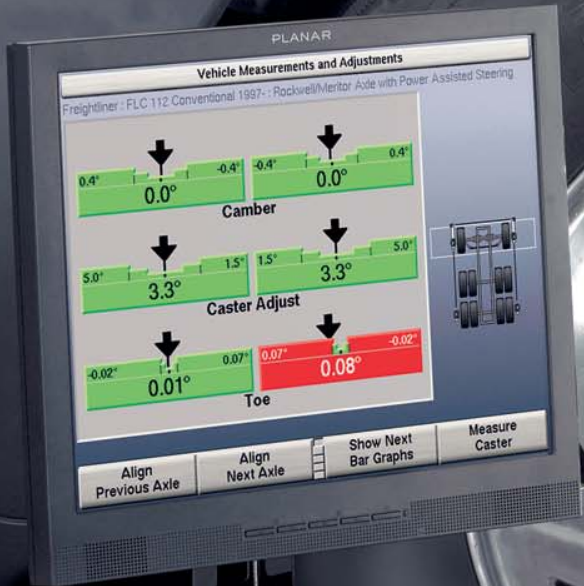 PLANAR
Vehicle Measurements and Adjustments
Freightliner : FLC 112 Conventional 1997- : Rockwell/Meritor Axle with Power Assisted Steering
0.4° -0.4° -0.4° 0.4°
0.0° 0.0°
Camber
5.0° 1.5° 1.5° 5.0°
3.3° 3.3°
Caster Adjust
-0.02° 0.07° 0.07° -0.02°
0.01° 0.08°
Toe
Align Align Show Next Measure
Previous Axle Next Axle Bar Graphs Caster